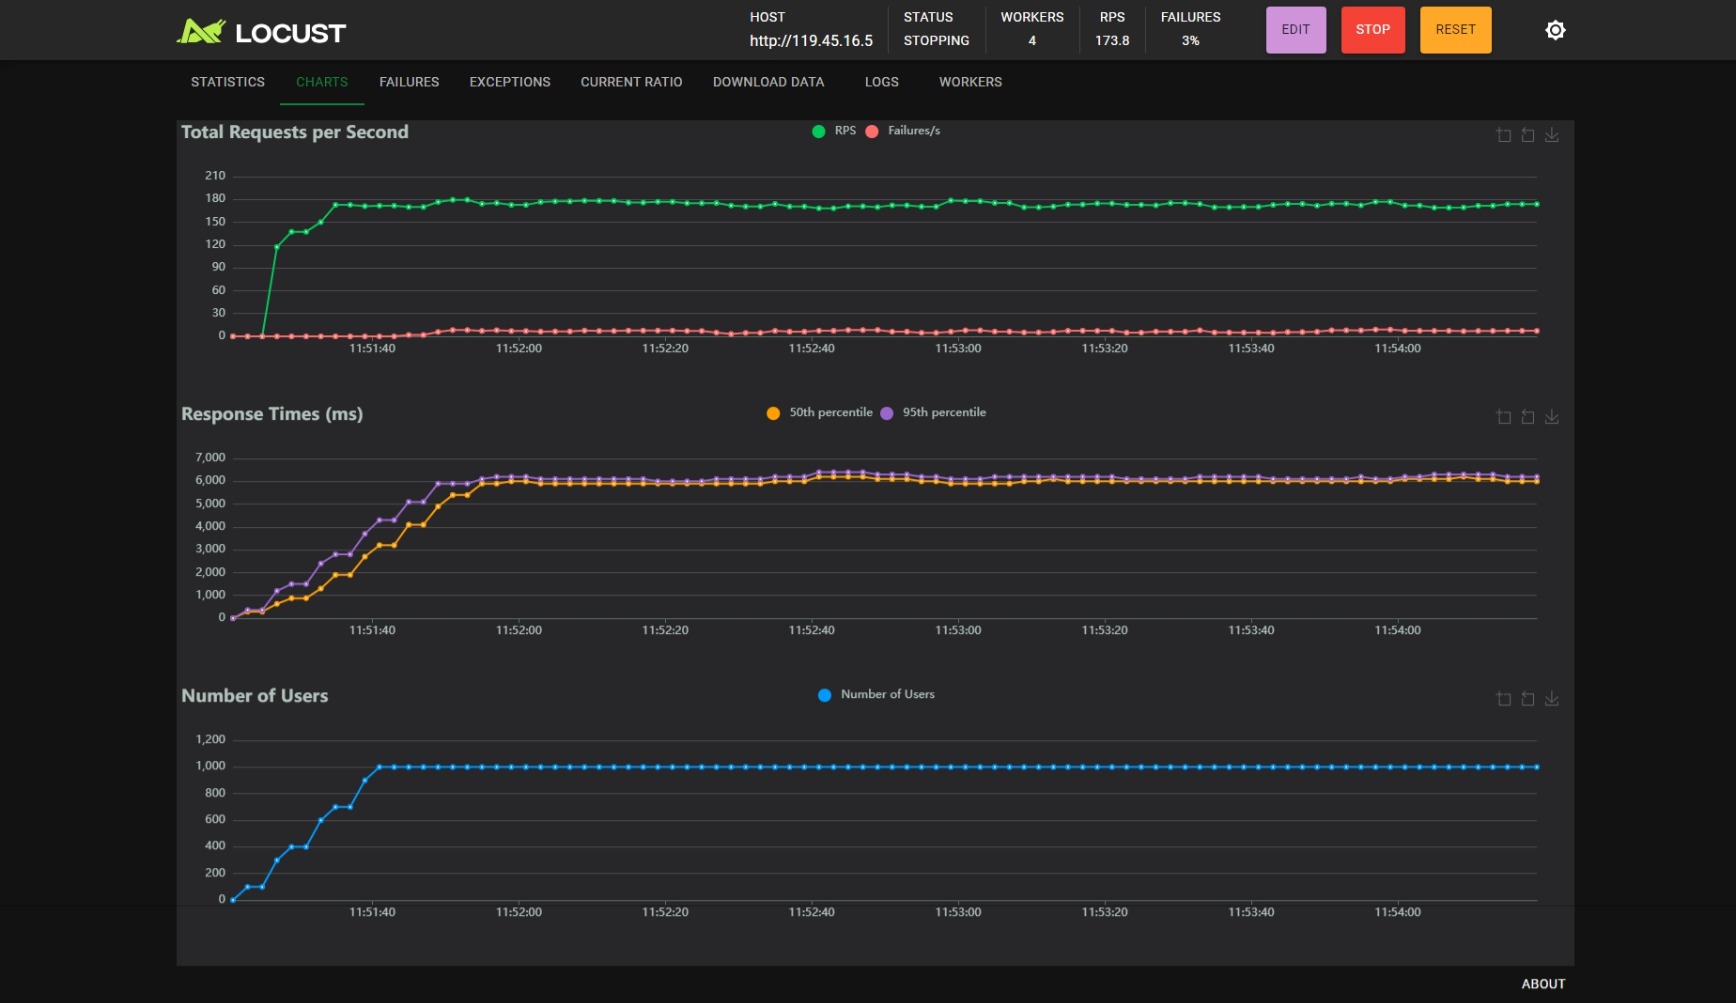 LOCUST
HOST
http://119.45.16.5
STATUS
STOPPING
WORKERS
4
RPS
173.8
FAILURES
3%
EDIT
STOP
RESET
STATISTICS CHARTS FAILURES EXCEPTIONS CURRENT RATIO DOWNLOAD DATA LOGS WORKERS
Total Requests per Second
RPS Failures/s
210
180
150
120
90
60
30
0
11:51:40 11:52:00 11:52:20 11:52:40 11:53:00 11:53:20 11:53:40 11:54:00
Response Times (ms)
50th percentile 95th percentile
7,000
6,000
5,000
4,000
3,000
2,000
1,000
0
11:51:40 11:52:00 11:52:20 11:52:40 11:53:00 11:53:20 11:53:40 11:54:00
Number of Users
Number of Users
1,200
1,000
800
600
400
200
0
11:51:40 11:52:00 11:52:20 11:52:40 11:53:00 11:53:20 11:53:40 11:54:00
ABOUT